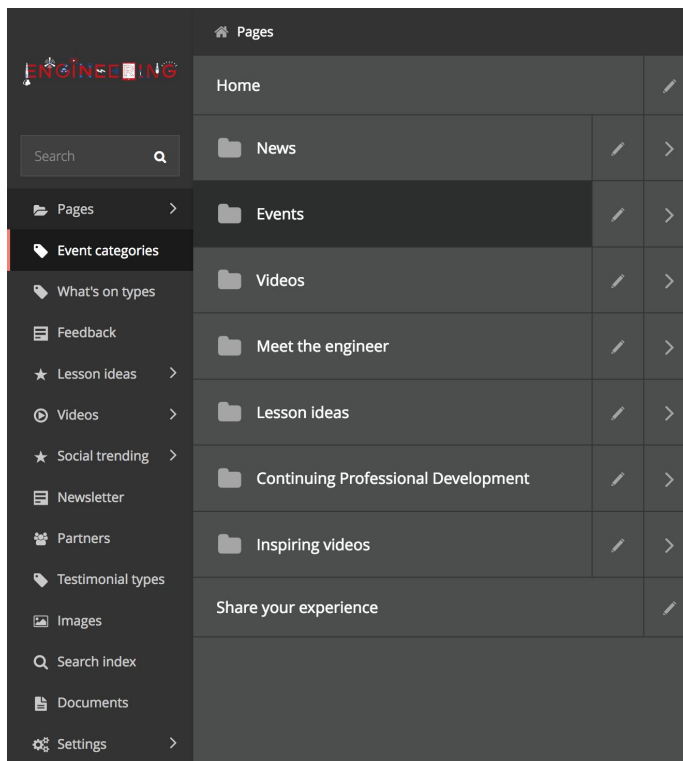 ENGINEERING
Search
Pages
Event categories
What's on types
Feedback
Lesson ideas
Videos
Social trending
Newsletter
Partners
Testimonial types
Images
Search index
Documents
Settings
Pages
Home
News
Events
Videos
Meet the engineer
Lesson ideas
Continuing Professional Development
Inspiring videos
Share your experience